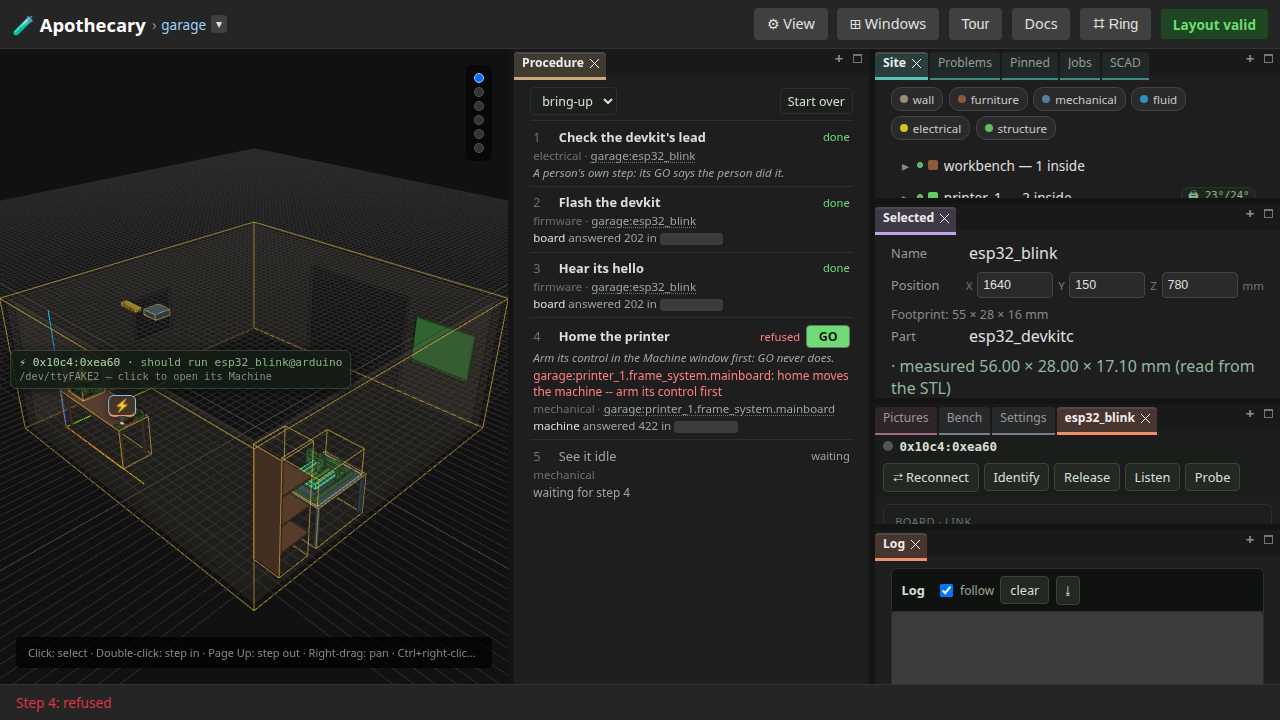 Apothecary › garage ▾
⚙ View
⊞ Windows
Tour
Docs
⌗ Ring
Layout valid
⚡ 0x10c4:0xea60 · should run esp32_blink@arduino
/dev/ttyFAKE2 — click to open its Machine
Click: select · Double-click: step in · Page Up: step out · Right-drag: pan · Ctrl+right-clic...
Procedure
bring-up
Start over
1 Check the devkit's lead done
electrical · garage:esp32_blink
A person's own step: its GO says the person did it.
2 Flash the devkit done
firmware · garage:esp32_blink
board answered 202 in
3 Hear its hello done
firmware · garage:esp32_blink
board answered 202 in
4 Home the printer refused GO
Arm its control in the Machine window first: GO never does.
garage:printer_1.frame_system.mainboard: home moves
the machine -- arm its control first
mechanical · garage:printer_1.frame_system.mainboard
machine answered 422 in
5 See it idle waiting
mechanical
waiting for step 4
Site
Problems
Pinned
Jobs
SCAD
wall
furniture
mechanical
fluid
electrical
structure
▸ workbench — 1 inside
printer_1 — 2 inside 23°/24°
Selected
Name esp32_blink
Position X 1640 Y 150 Z 780 mm
Footprint: 55 × 28 × 16 mm
Part esp32_devkitc
· measured 56.00 × 28.00 × 17.10 mm (read from
the STL)
Pictures
Bench
Settings
esp32_blink
0x10c4:0xea60
⇄ Reconnect
Identify
Release
Listen
Probe
BOARD · LINK
Log
Log
follow
clear
Step 4: refused